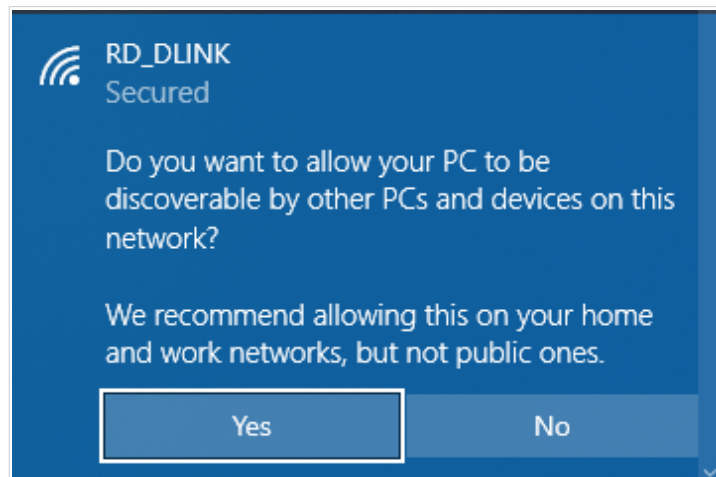 RD_DLINK
Secured
Do you want to allow your PC to be
discoverable by other PCs and devices on this
network?
We recommend allowing this on your home
and work networks, but not public ones.
Yes
No